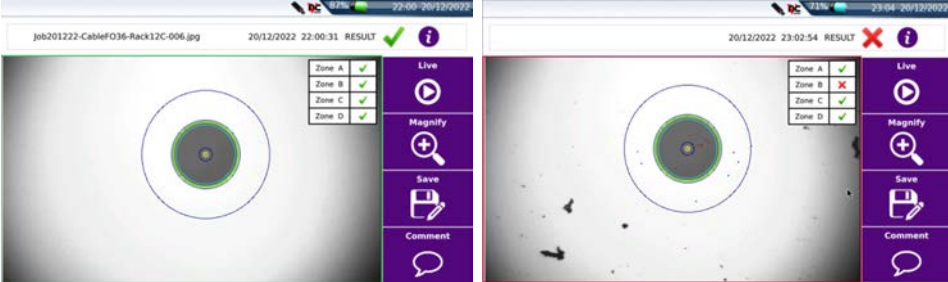 DC 87% 22:00 20/12/2022
Job201222-CableFO36-Rack12C-006.jpg 20/12/2022 22:00:31 RESULT i
Zone A
Zone B
Zone C
Zone D
Live
Magnify
Save
Comment
DC 71% 23:04 20/12/2022
20/12/2022 23:02:54 RESULT i
Zone A
Zone B
Zone C
Zone D
Live
Magnify
Save
Comment